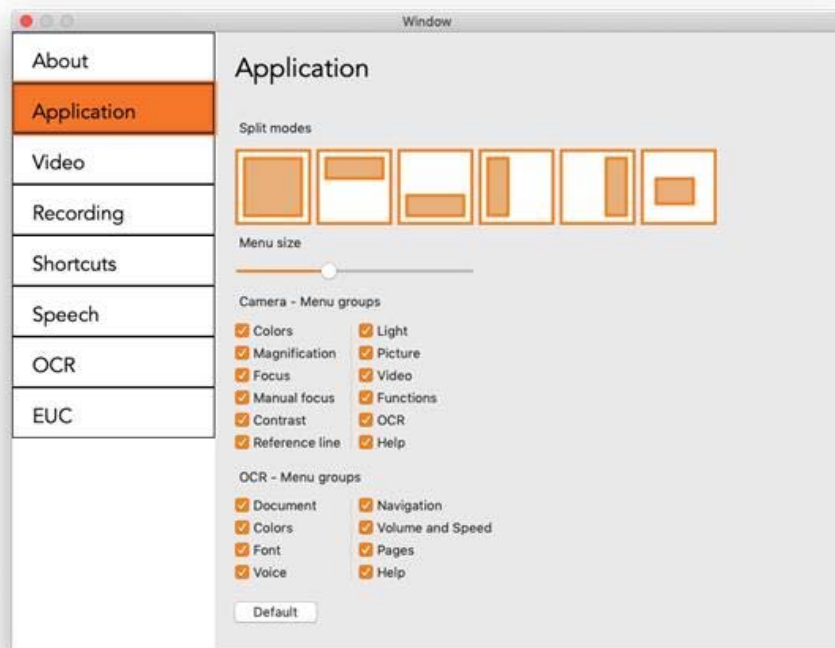 Window
About
Application
Video
Recording
Shortcuts
Speech
OCR
EUC
Application
Split modes
Menu size
Camera - Menu groups
Colors Light
Magnification Picture
Focus Video
Manual focus Functions
Contrast OCR
Reference line Help
OCR - Menu groups
Document Navigation
Colors Volume and Speed
Font Pages
Voice Help
Default